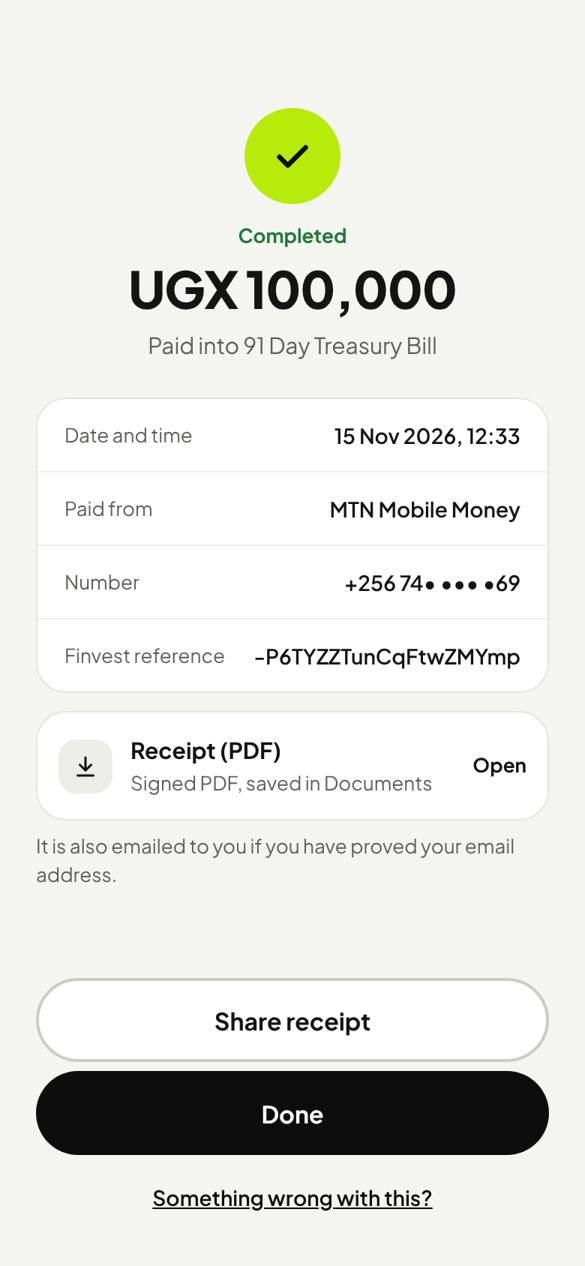 Completed
UGX 100,000
Paid into 91 Day Treasury Bill
Date and time 15 Nov 2026, 12:33
Paid from MTN Mobile Money
Number +256 74• ••• •69
Finvest reference -P6TYZZTunCqFtwZMYmp
Receipt (PDF)
Signed PDF, saved in Documents
Open
It is also emailed to you if you have proved your email
address.
Share receipt
Done
Something wrong with this?